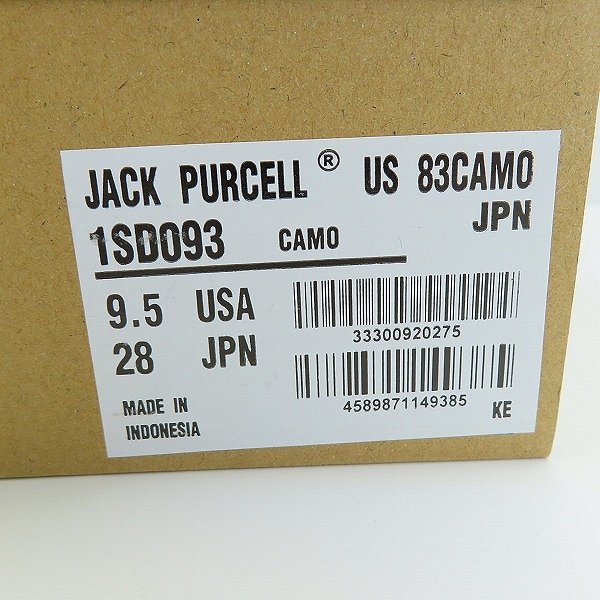 JACK PURCELL® US 83CAMO
JPN
1SD093 CAMO
9.5 USA
28 JPN
33300920275
4589871149385
MADE IN
INDONESIA
KE